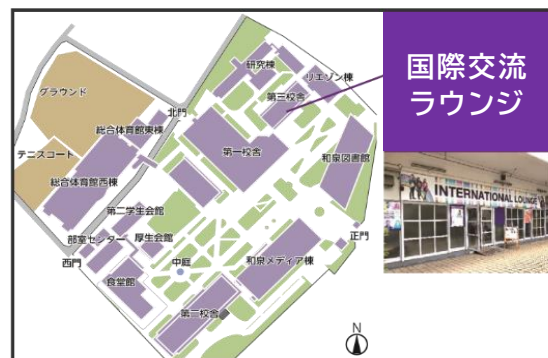 国際交流
ラウンジ
研究棟
リエゾン棟
グラウンド
第三校舎
北門
総合体育館東棟
第一校舎
テニスコート
和泉図書館
総合体育館西棟
第二学生会館
部室センター
厚生会館
正門
西門
中庭
和泉メディア棟
食堂館
第二校舎
N
INTERNATIONAL LOUNGE